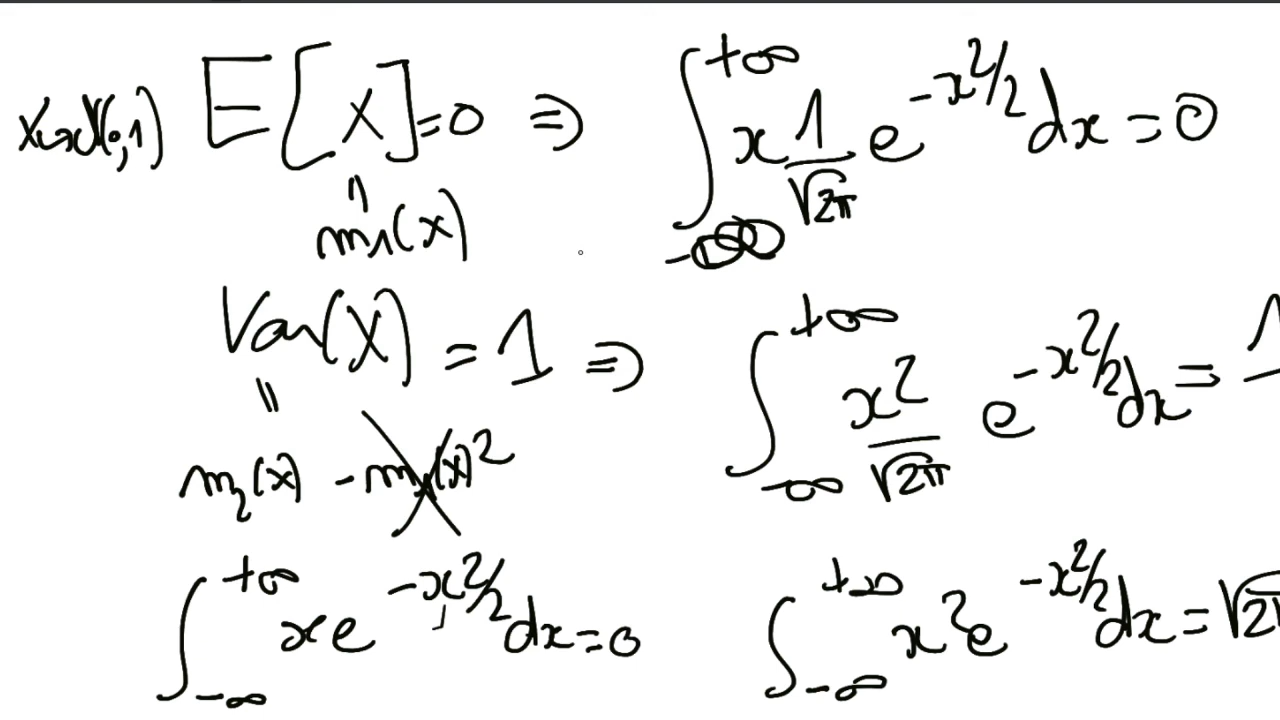 X∼N(0,1) E[X]=0 ⇒ ∫_{-∞}^{+∞} x 1/√2π e^{-x²/2} dx = 0
" m₁(x)
Var(X) = 1 ⇒ ∫_{-∞}^{+∞} x²/√2π e^{-x²/2} dx = 1
"
m₂(x) - m₁(x)²
∫_{-∞}^{+∞} x e^{-x²/2} dx = 0 ∫_{-∞}^{+∞} x² e^{-x²/2} dx = √2π